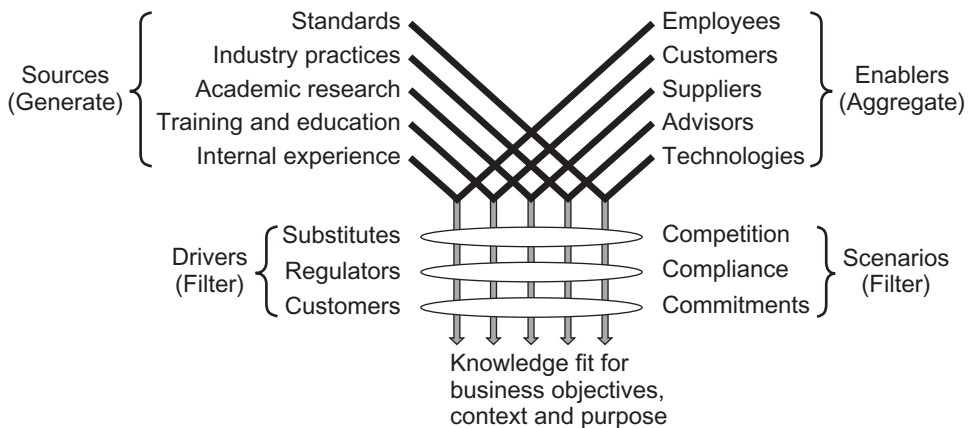 Sources
(Generate)
Standards
Industry practices
Academic research
Training and education
Internal experience
Employees
Customers
Suppliers
Advisors
Technologies
Enablers
(Aggregate)
Drivers
(Filter)
Substitutes
Regulators
Customers
Competition
Compliance
Commitments
Scenarios
(Filter)
Knowledge fit for
business objectives,
context and purpose